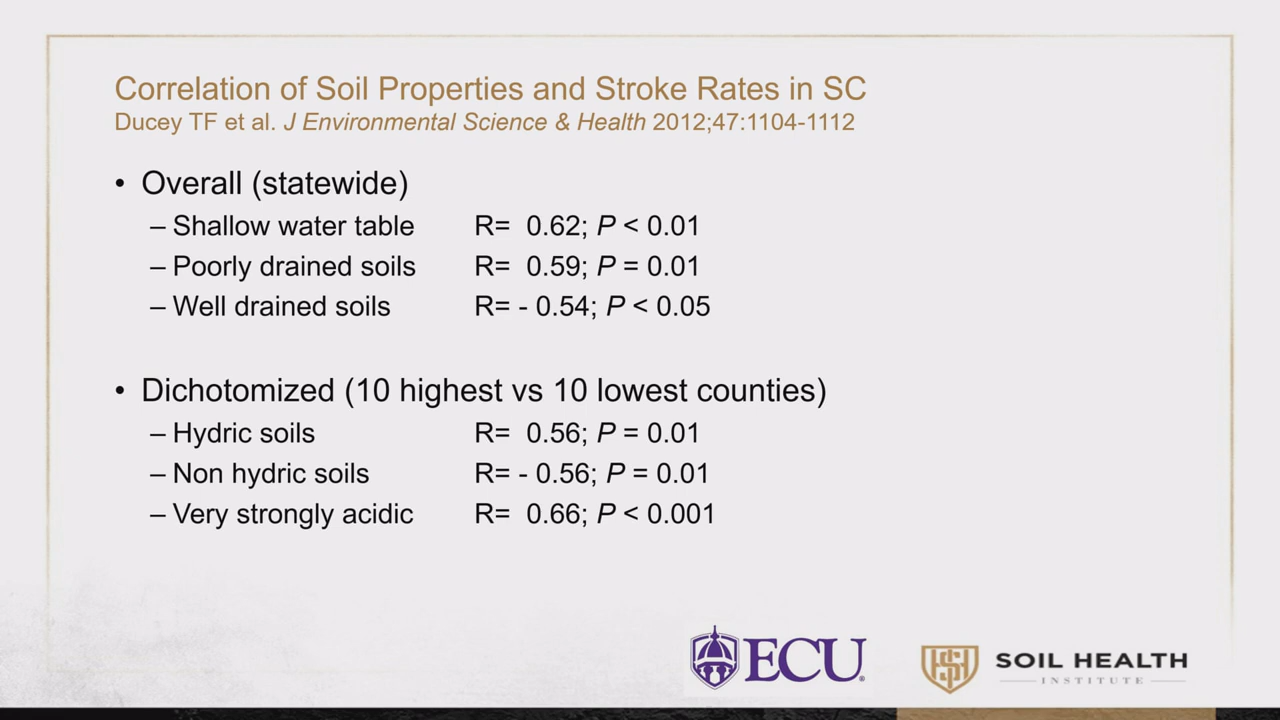 Correlation of Soil Properties and Stroke Rates in SC
Ducey TF et al. J Environmental Science & Health 2012;47:1104-1112
• Overall (statewide)
– Shallow water table R= 0.62; P < 0.01
– Poorly drained soils R= 0.59; P = 0.01
– Well drained soils R= - 0.54; P < 0.05
• Dichotomized (10 highest vs 10 lowest counties)
– Hydric soils R= 0.56; P = 0.01
– Non hydric soils R= - 0.56; P = 0.01
– Very strongly acidic R= 0.66; P < 0.001
ECU®
SOIL HEALTH
INSTITUTE